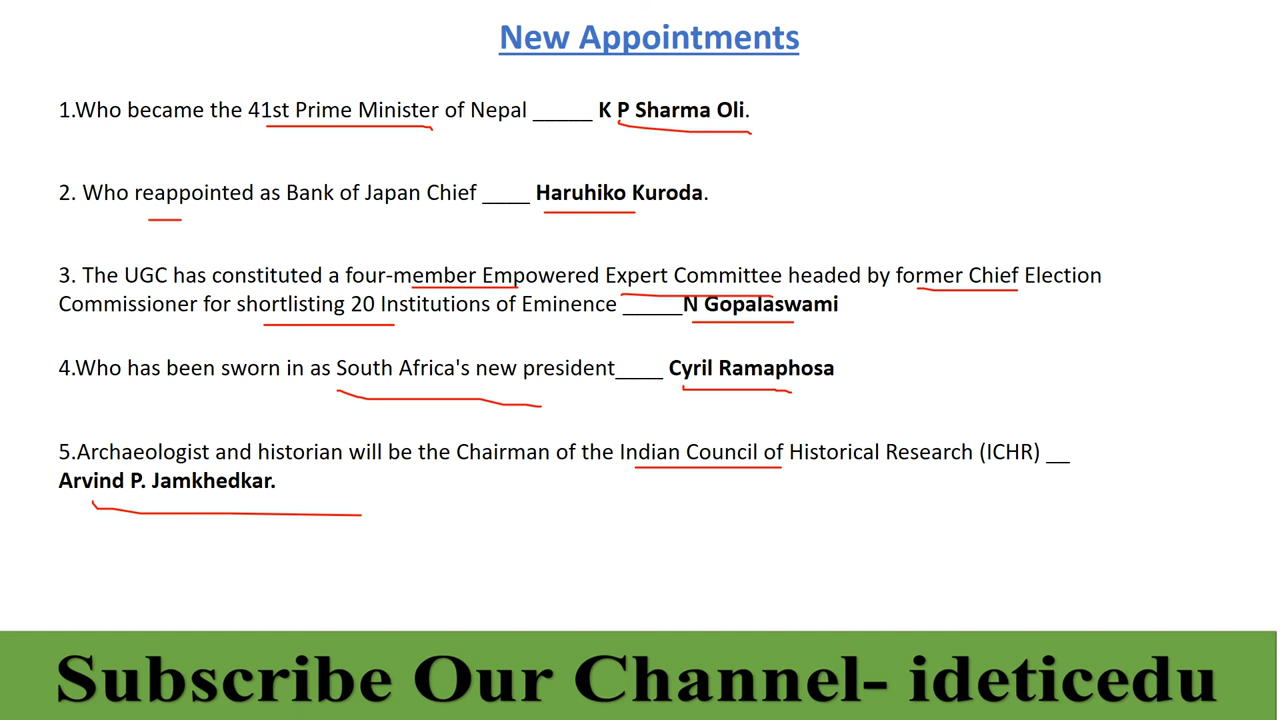 New Appointments
1.Who became the 41st Prime Minister of Nepal _____ K P Sharma Oli.
2. Who reappointed as Bank of Japan Chief ____ Haruhiko Kuroda.
3. The UGC has constituted a four-member Empowered Expert Committee headed by former Chief Election
Commissioner for shortlisting 20 Institutions of Eminence _____N Gopalaswami
4.Who has been sworn in as South Africa's new president____ Cyril Ramaphosa
5.Archaeologist and historian will be the Chairman of the Indian Council of Historical Research (ICHR) __
Arvind P. Jamkhedkar.
Subscribe Our Channel- ideticedu